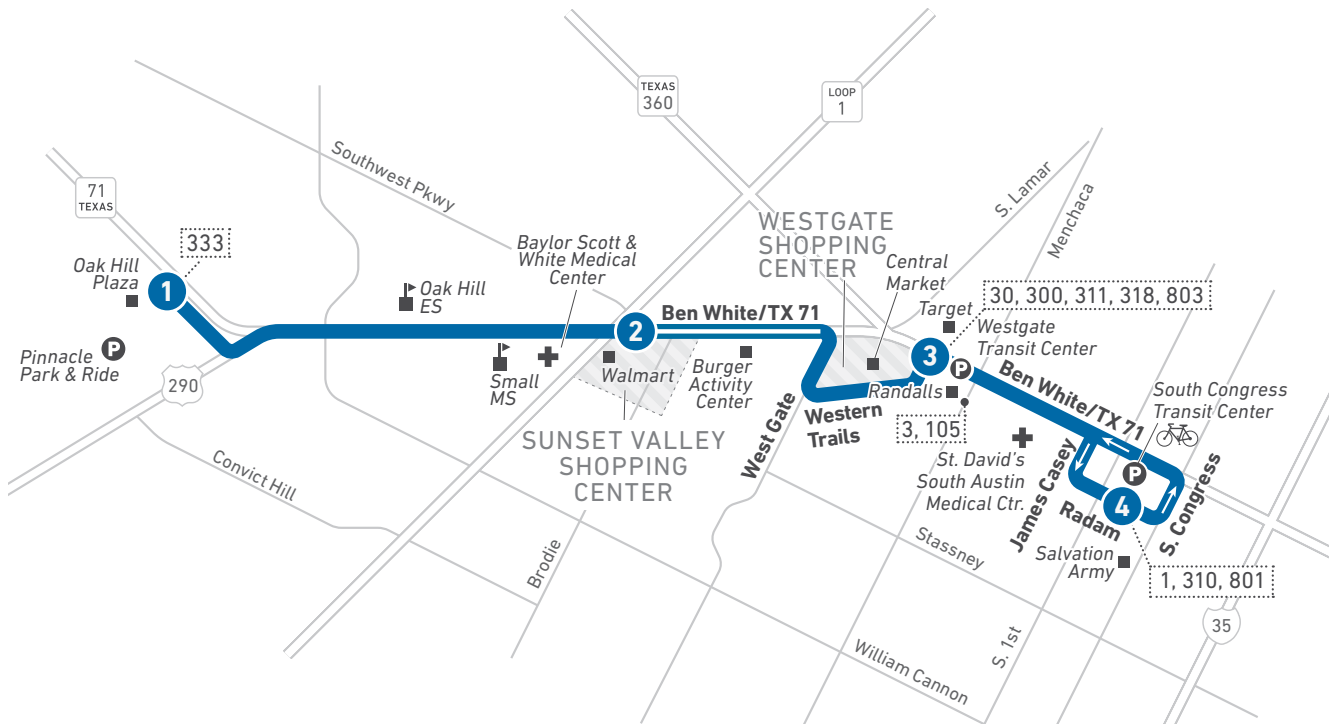 TEXAS
360
LOOP
1
Southwest Pkwy
71
TEXAS
333
Oak Hill
Plaza
1
Pinnacle
Park & Ride
P
290
Oak Hill
ES
Baylor Scott &
White Medical
Center
Small
MS
2
Walmart
Ben White/TX 71
Burger
Activity
Center
SUNSET VALLEY
SHOPPING
CENTER
WESTGATE
SHOPPING
CENTER
Central
Market
S. Lamar
Menchaca
30, 300, 311, 318, 803
Target
Westgate
Transit Center
3
P
Randalls
3, 105
West Gate
Western
Trails
Ben White/TX 71
South Congress
Transit Center
P
St. David's
South Austin
Medical Ctr.
James Casey
Radam
4
S. Congress
Salvation
Army
1, 310, 801
Convict Hill
Brodie
Stassney
William Cannon
S. 1st
35